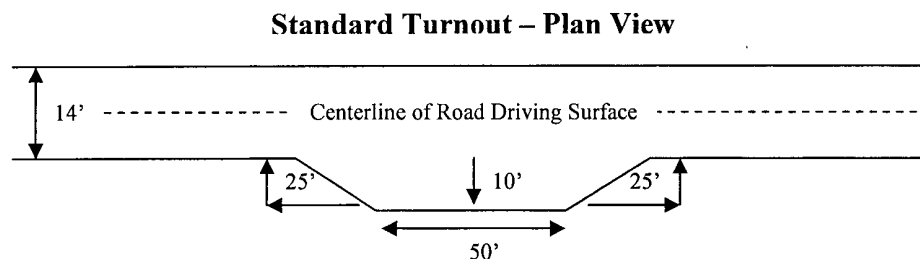 Standard Turnout – Plan View
14' Centerline of Road Driving Surface
25' 10' 25'
50'